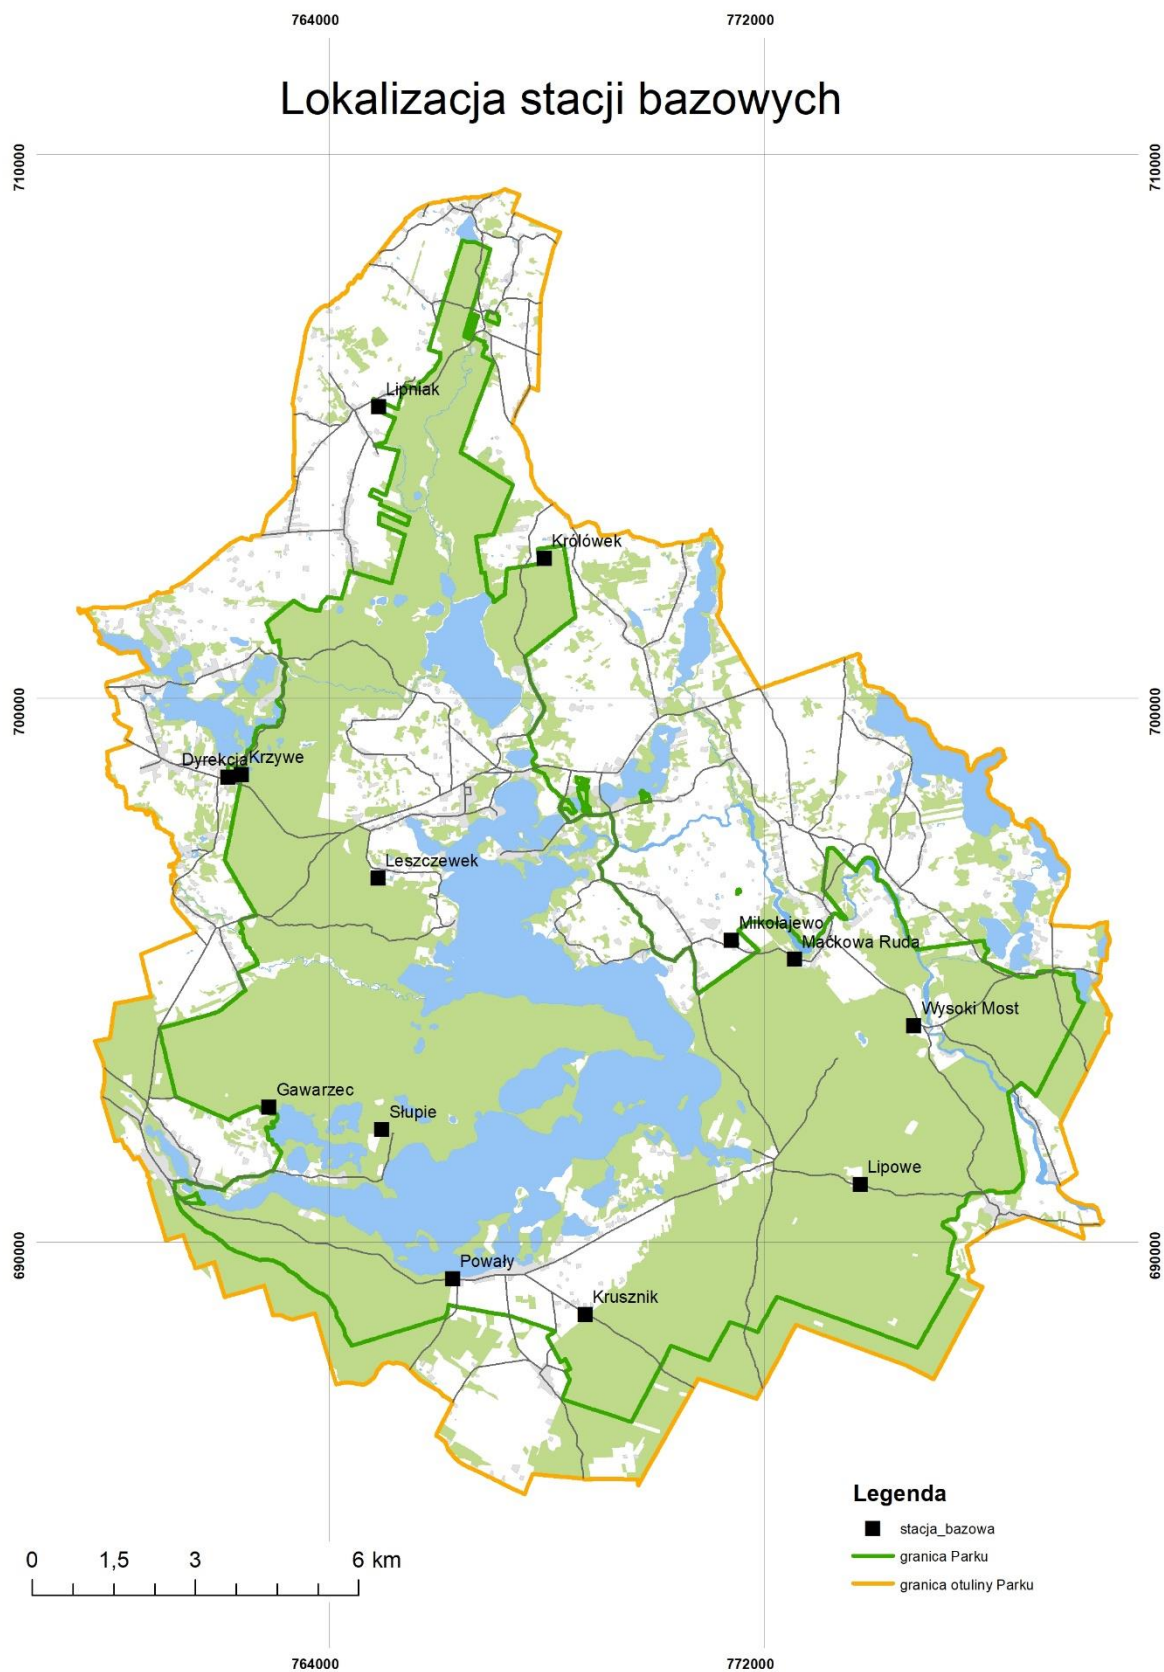 764000
772000
Lokalizacja stacji bazowych
710000
710000
Lipniak
Królówek
700000
700000
Dyrekcja
Krzywe
Leszczewek
Mikołajewo
Maćkowa Ruda
Wysoki Most
Gawarzec
Słupie
Lipowe
690000
690000
Powały
Krusznik
Legenda
stacja_bazowa
granica Parku
granica otuliny Parku
0 1,5 3 6 km
764000
772000